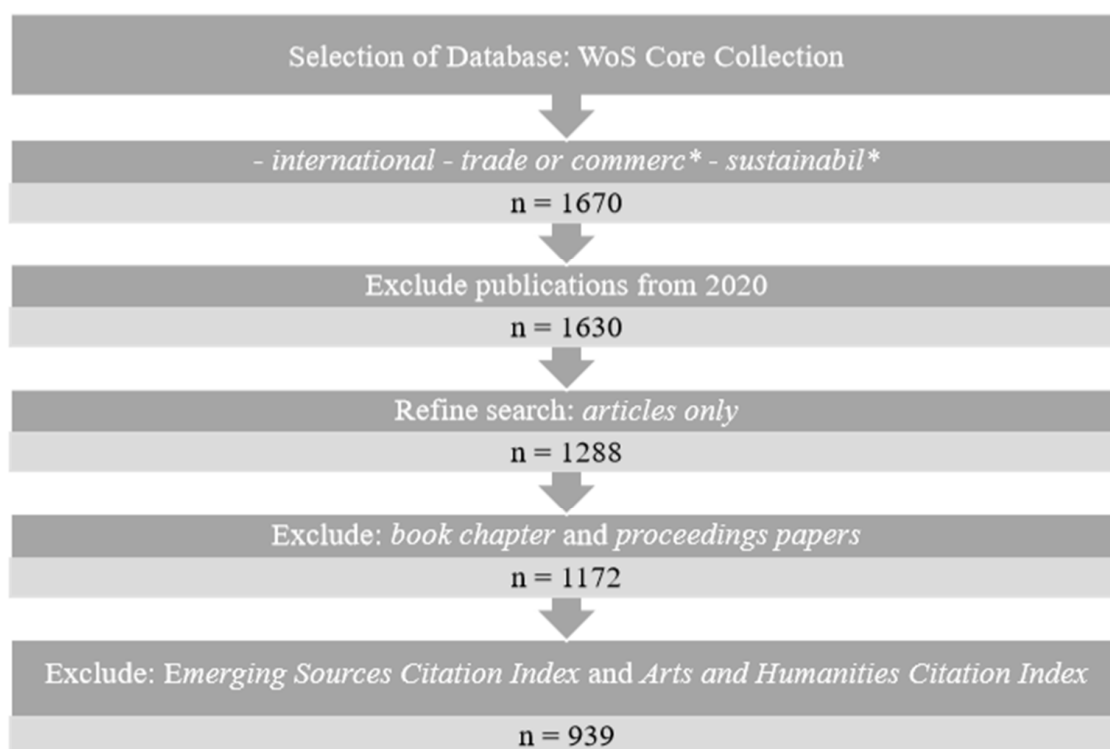 Selection of Database: WoS Core Collection
- international - trade or commerc* - sustainabil*
n = 1670
Exclude publications from 2020
n = 1630
Refine search: articles only
n = 1288
Exclude: book chapter and proceedings papers
n = 1172
Exclude: Emerging Sources Citation Index and Arts and Humanities Citation Index
n = 939